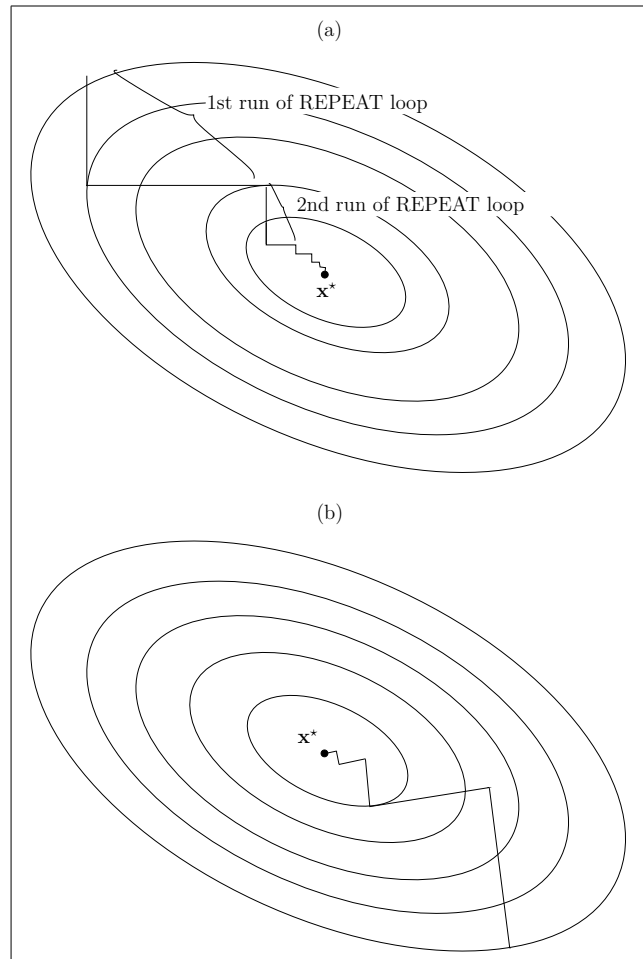 (a)
1st run of REPEAT loop
2nd run of REPEAT loop
x⋆
(b)
x⋆